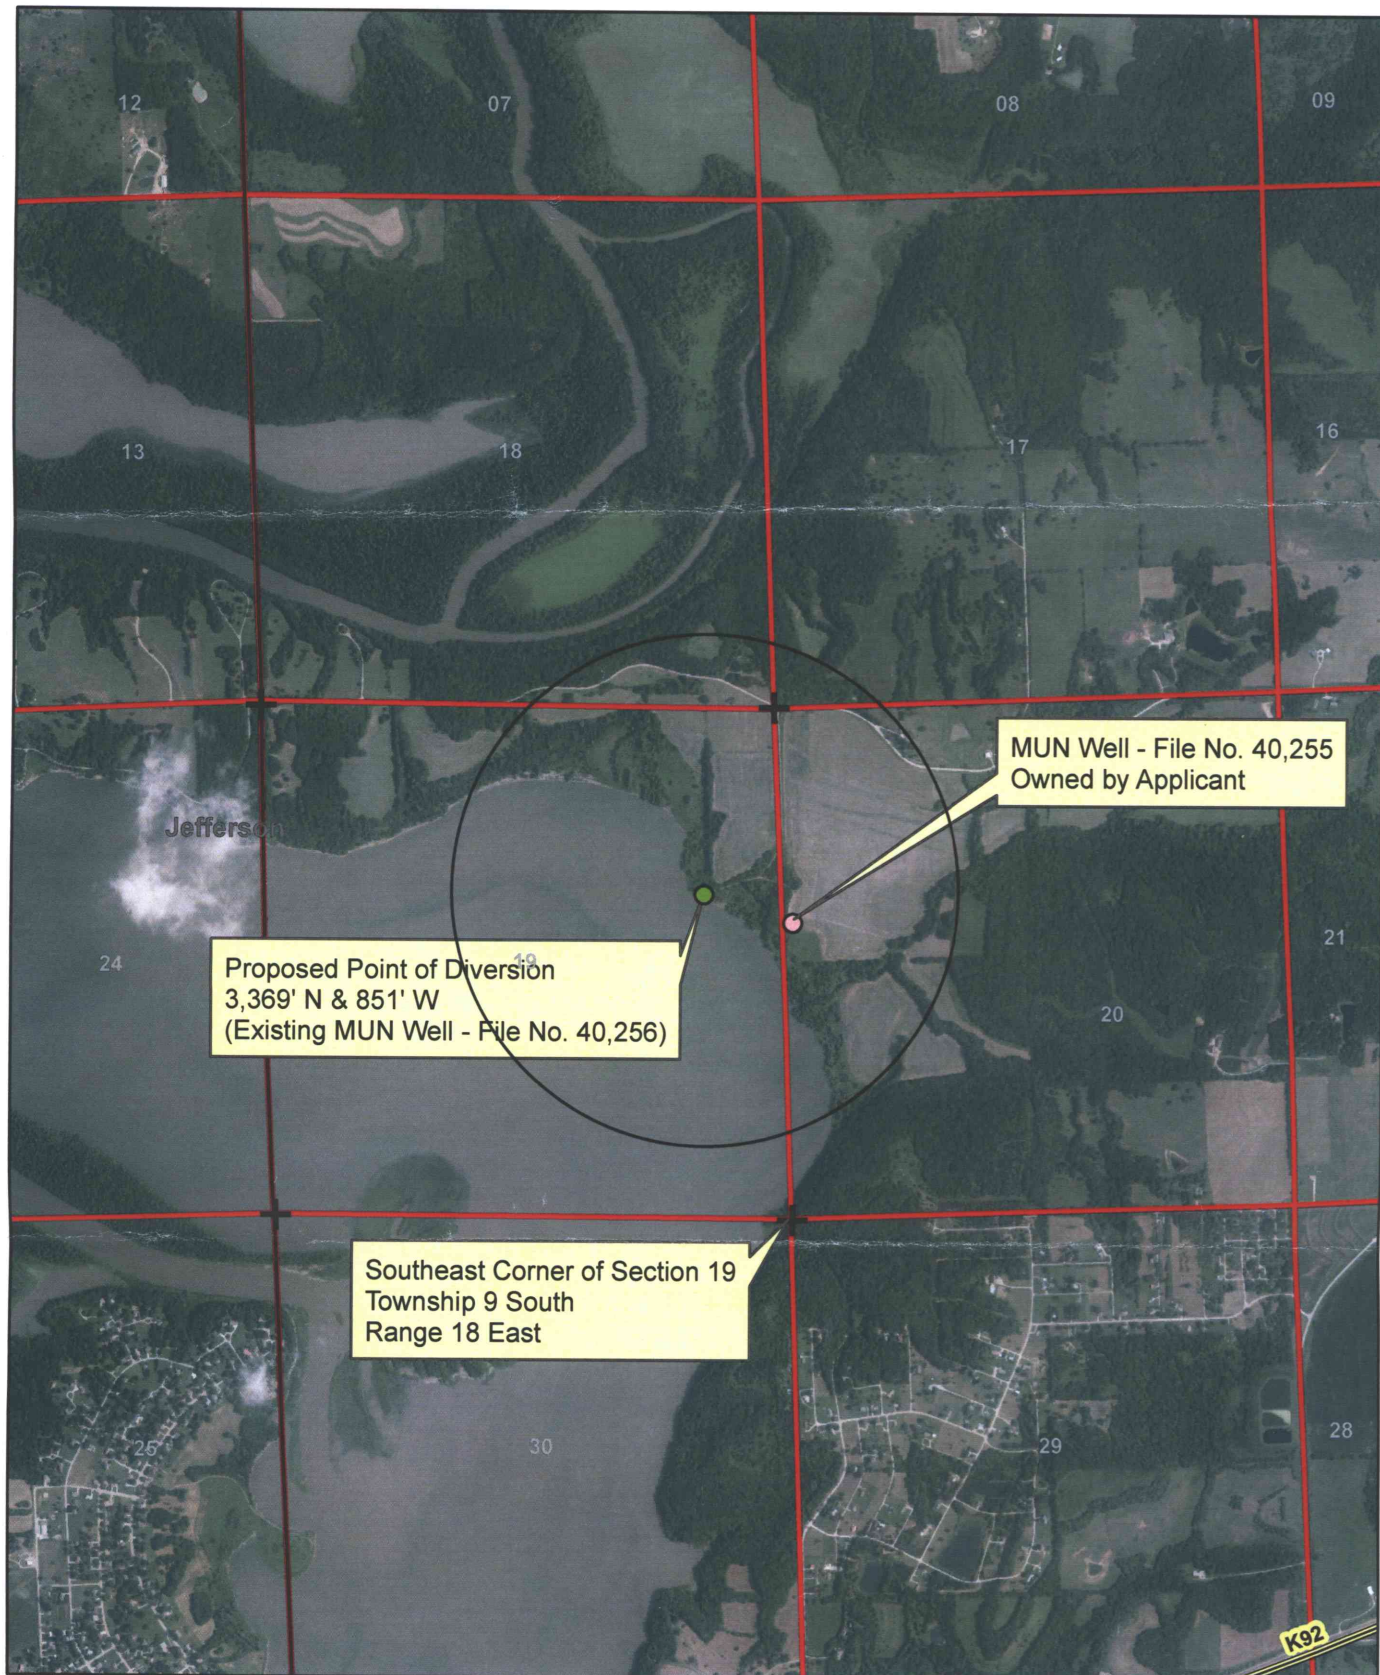 12
07
08
09
13
18
17
16
MUN Well - File No. 40,255
Owned by Applicant
Jefferson
24
19
Proposed Point of Diversion
3,369' N & 851' W
(Existing MUN Well - File No. 40,256)
21
20
Southeast Corner of Section 19
Township 9 South
Range 18 East
25
30
29
28
K92